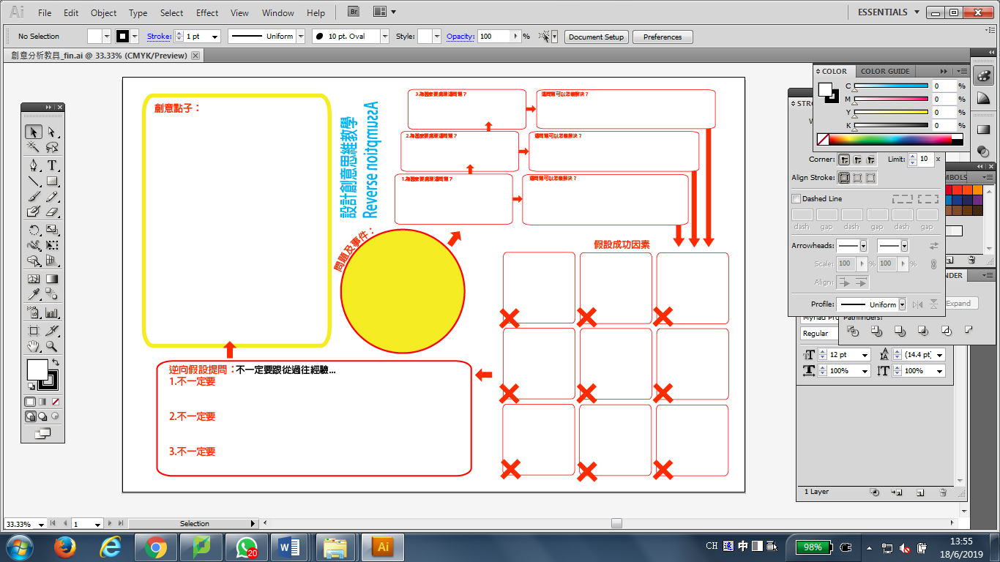 Ai File Edit Object Type Select Effect View Window Help Br ESSENTIALS
No Selection Stroke: 1 pt Uniform 10 pt. Oval Style: Opacity: 100 % Document Setup Preferences
創意分析教具_fin.ai @ 33.33% (CMYK/Preview)
創意點子：
設計創意思維教學
Reverse Assumption
3.為甚麼要處理這問題？
這問題可以怎樣解決？
2.為甚麼要處理這問題？
這問題可以怎樣解決？
1.為甚麼要處理這問題？
這問題可以怎樣解決？
問題及事件：
假設成功因素
逆向假設提問：不一定要跟從過往經驗...
1.不一定要
2.不一定要
3.不一定要
COLOR COLOR GUIDE
C 0 %
M 0 %
Y 0 %
K 0 %
Corner: Limit: 10 x
Align Stroke:
Dashed Line
dash gap dash gap dash gap
Arrowheads:
Scale: 100 % 100 %
Align:
Profile: Uniform
Expand
Pathfinders:
Regular
12 pt (14.4 pt)
100% 100%
1 Layer
33.33% 1 Selection
20
Ai
CH 速 中
98%
13:55
18/6/2019